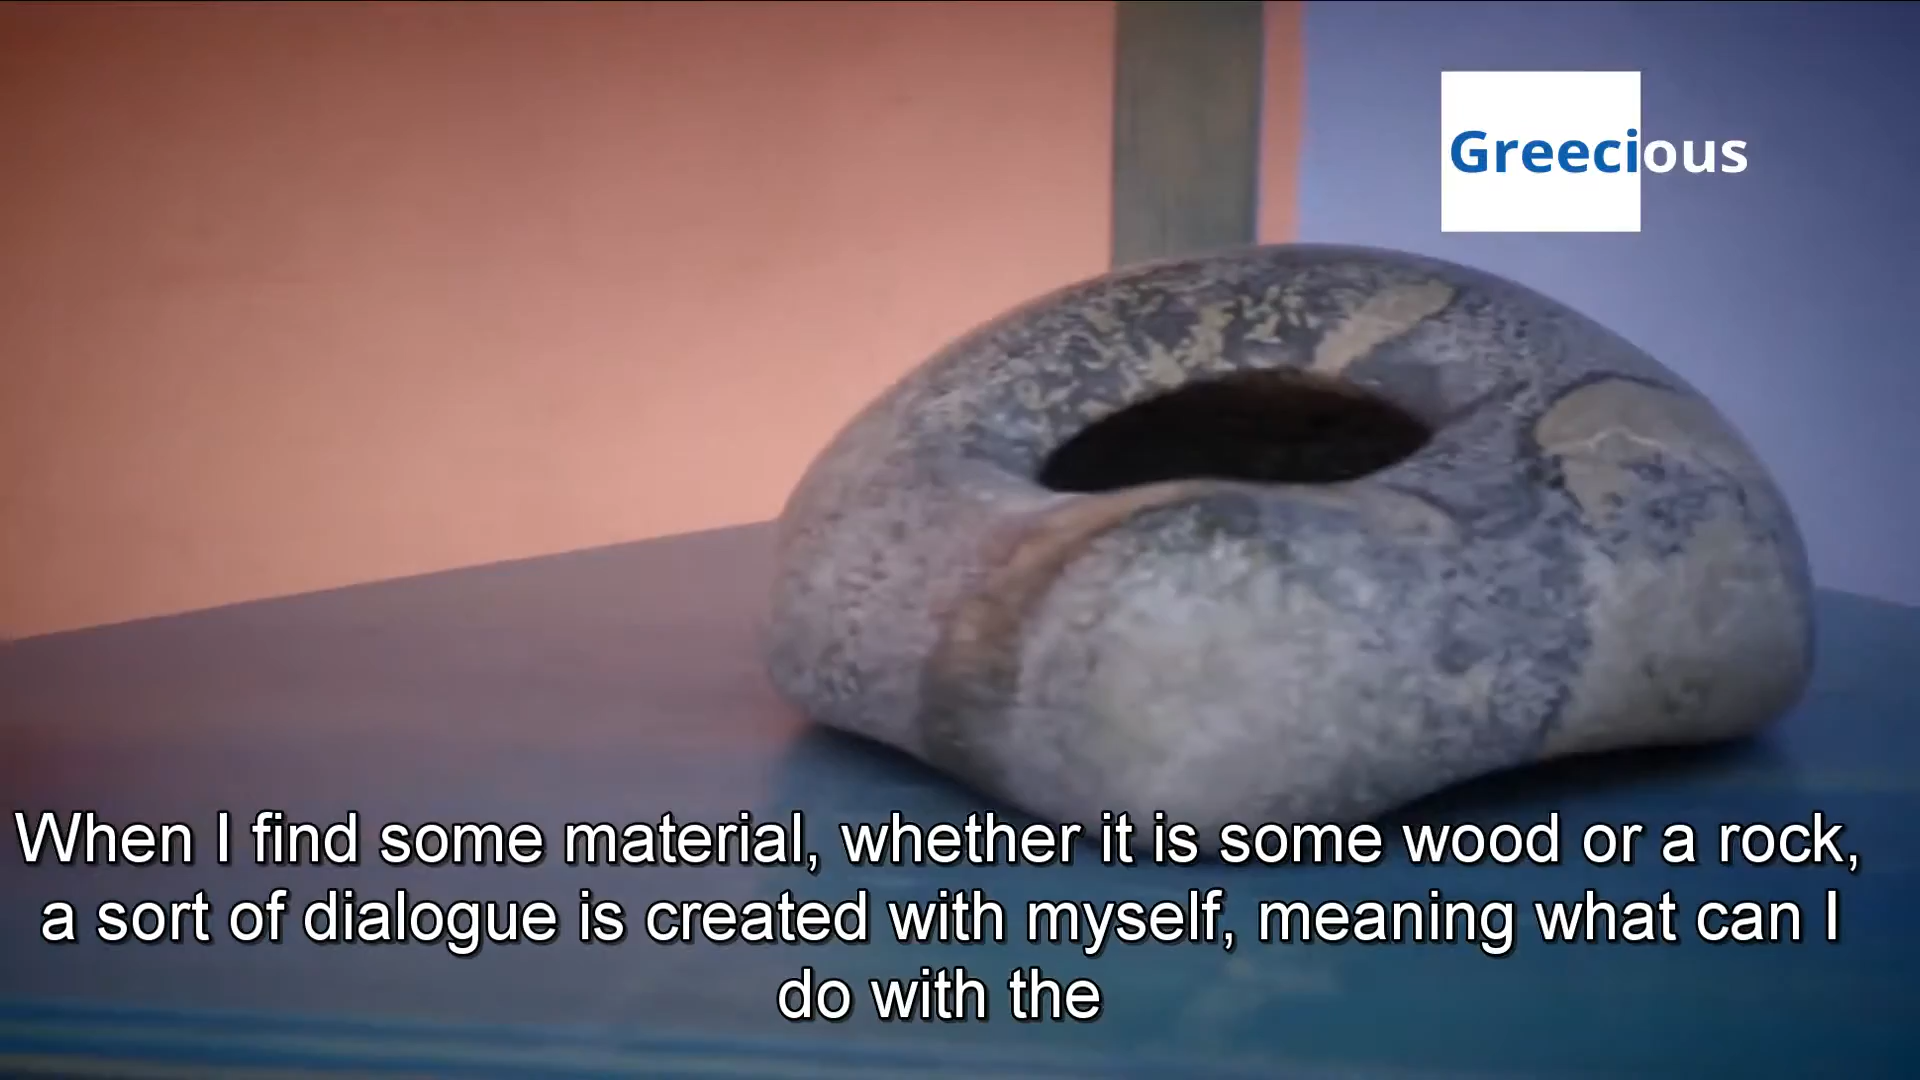 Greecious
When I find some material, whether it is some wood or a rock,
a sort of dialogue is created with myself, meaning what can I
do with the